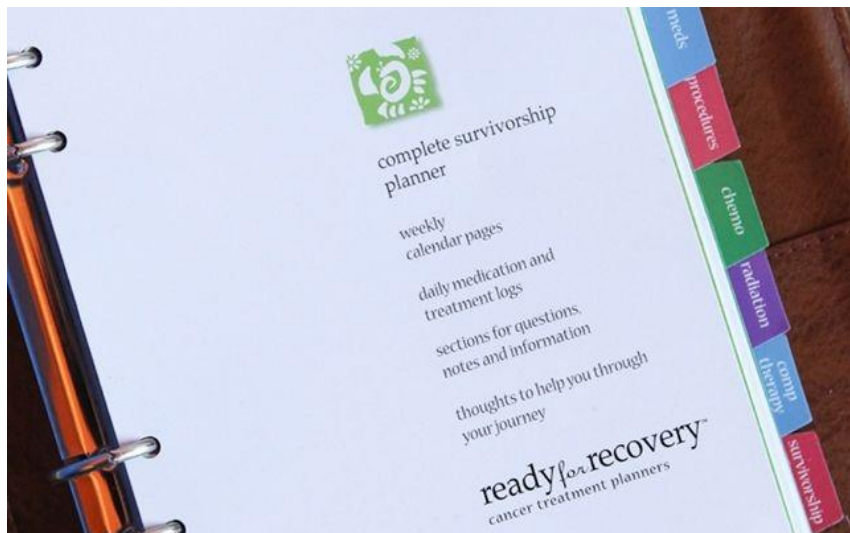 complete survivorship
planner
weekly
calendar pages
daily medication and
treatment logs
sections for questions,
notes and information
thoughts to help you through
your journey
ready for recovery™
cancer treatment planners
meds
procedures
chemo
radiation
comp
therapy
survivorship